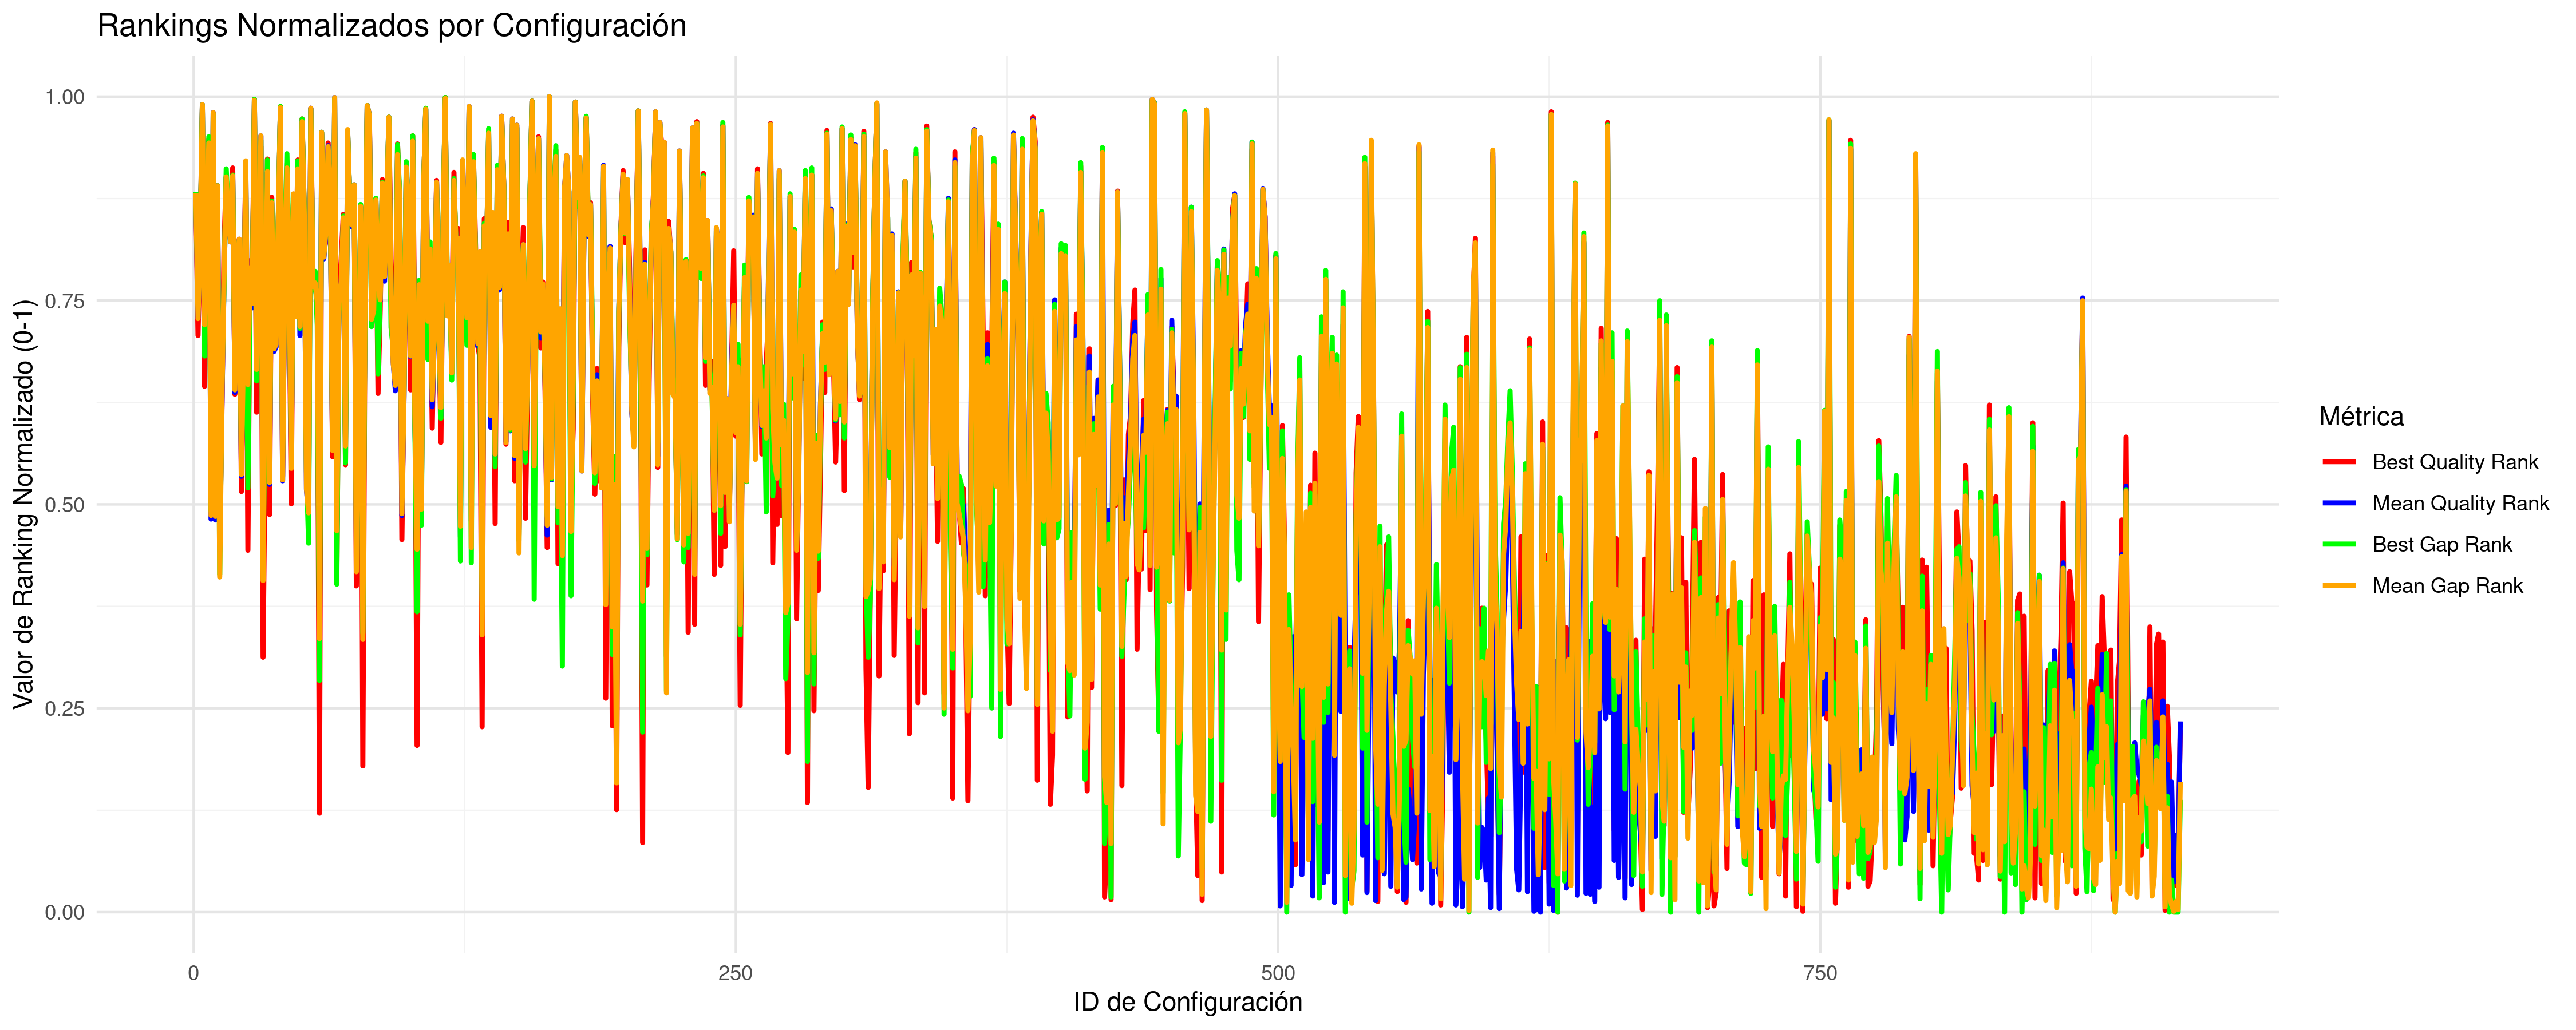 Rankings Normalizados por Configuración
Valor de Ranking Normalizado (0-1)
1.00
0.75
0.50
0.25
0.00
0
250
500
750
ID de Configuración
Métrica
Best Quality Rank
Mean Quality Rank
Best Gap Rank
Mean Gap Rank